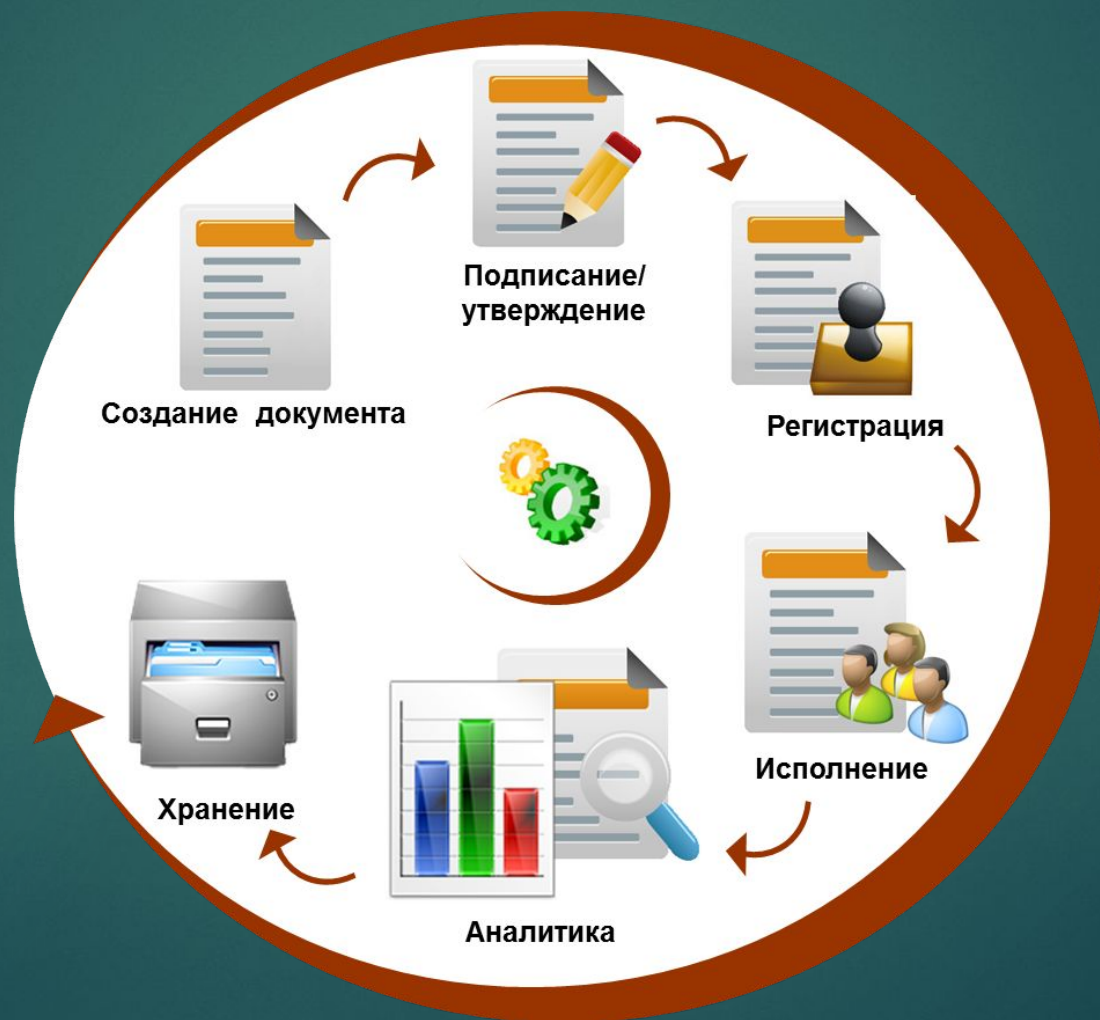 Создание документа
Подписание/
утверждение
Регистрация
Исполнение
Аналитика
Хранение